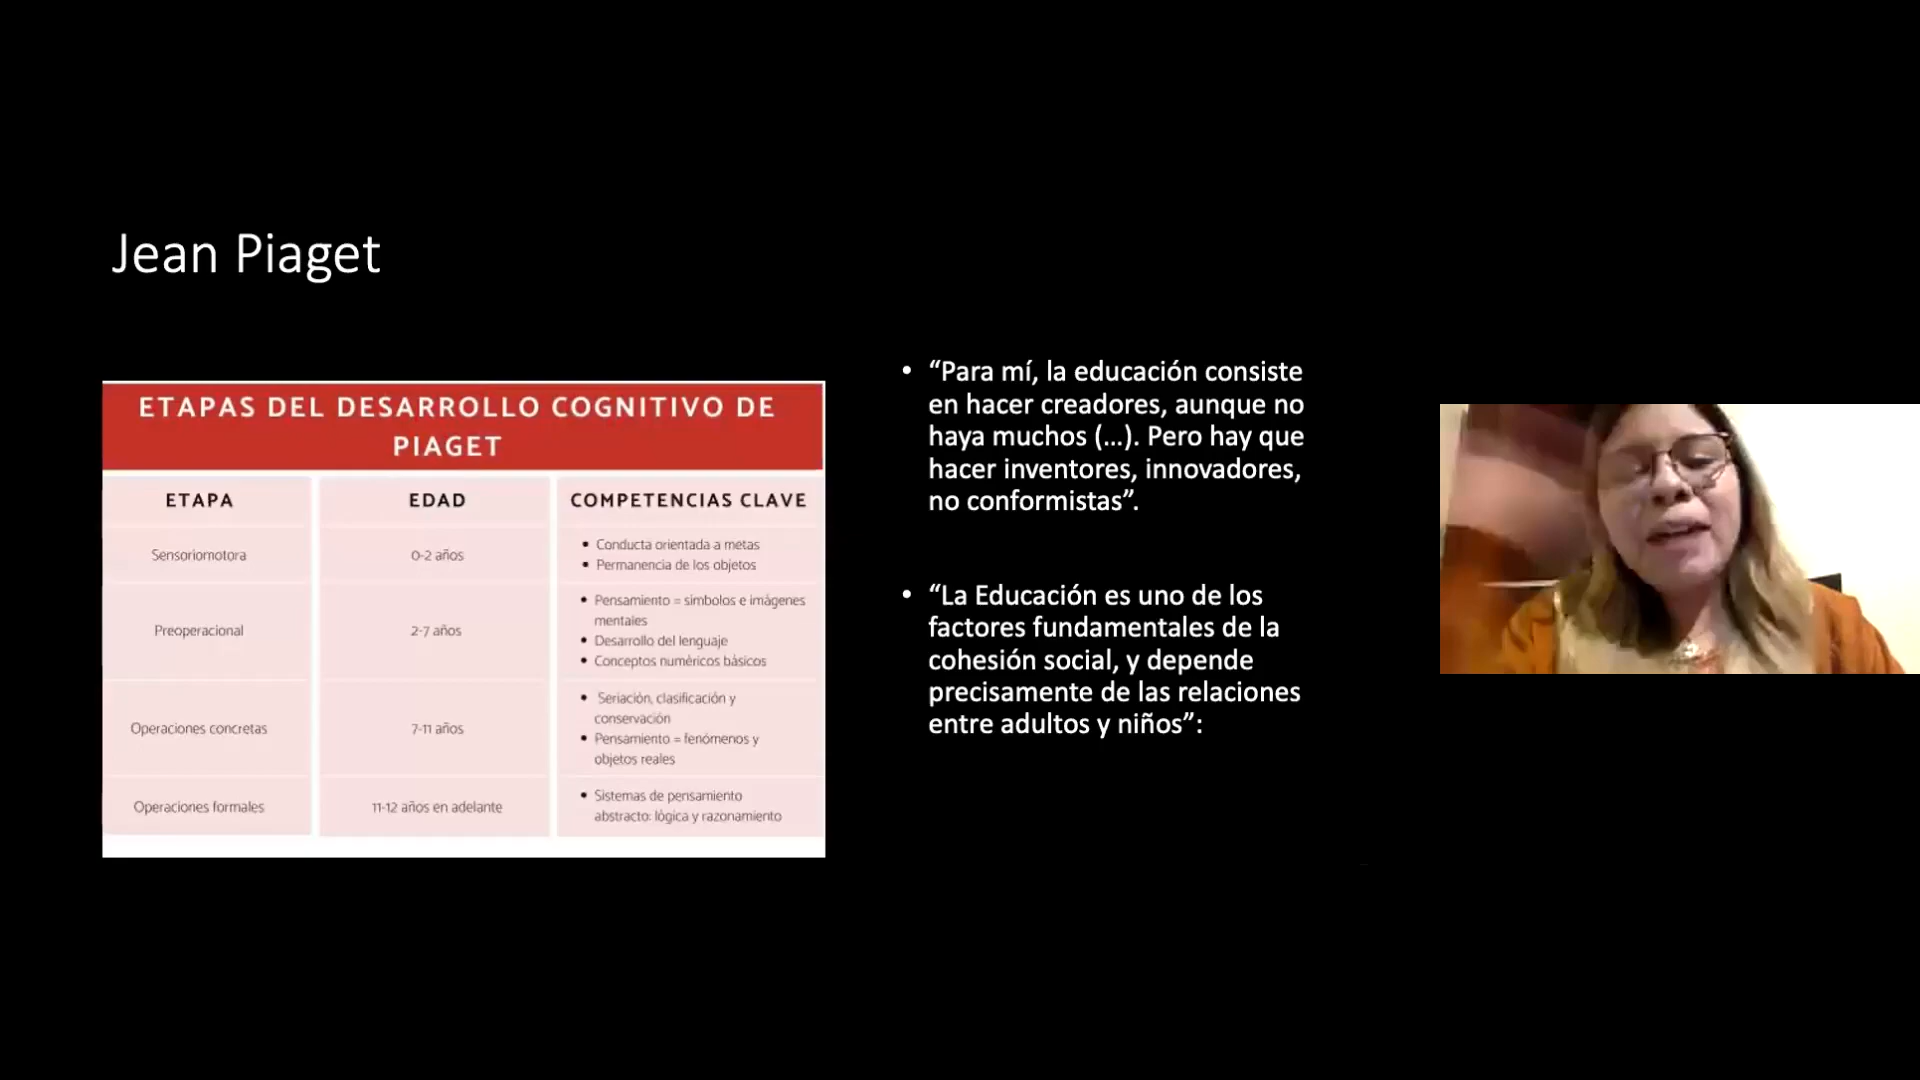 Jean Piaget
ETAPAS DEL DESARROLLO COGNITIVO DE
PIAGET
ETAPA
EDAD
COMPETENCIAS CLAVE
Sensoriomotora
0-2 años
• Conducta orientada a metas
• Permanencia de los objetos
Preoperacional
2-7 años
• Pensamiento = símbolos e imágenes
mentales
• Desarrollo del lenguaje
• Conceptos numéricos básicos
Operaciones concretas
7-11 años
• Seriación, clasificación y
conservación
• Pensamiento = fenómenos y
objetos reales
Operaciones formales
11-12 años en adelante
• Sistemas de pensamiento
abstracto: lógica y razonamiento
• “Para mí, la educación consiste
en hacer creadores, aunque no
haya muchos (...). Pero hay que
hacer inventores, innovadores,
no conformistas”.
• “La Educación es uno de los
factores fundamentales de la
cohesión social, y depende
precisamente de las relaciones
entre adultos y niños”: